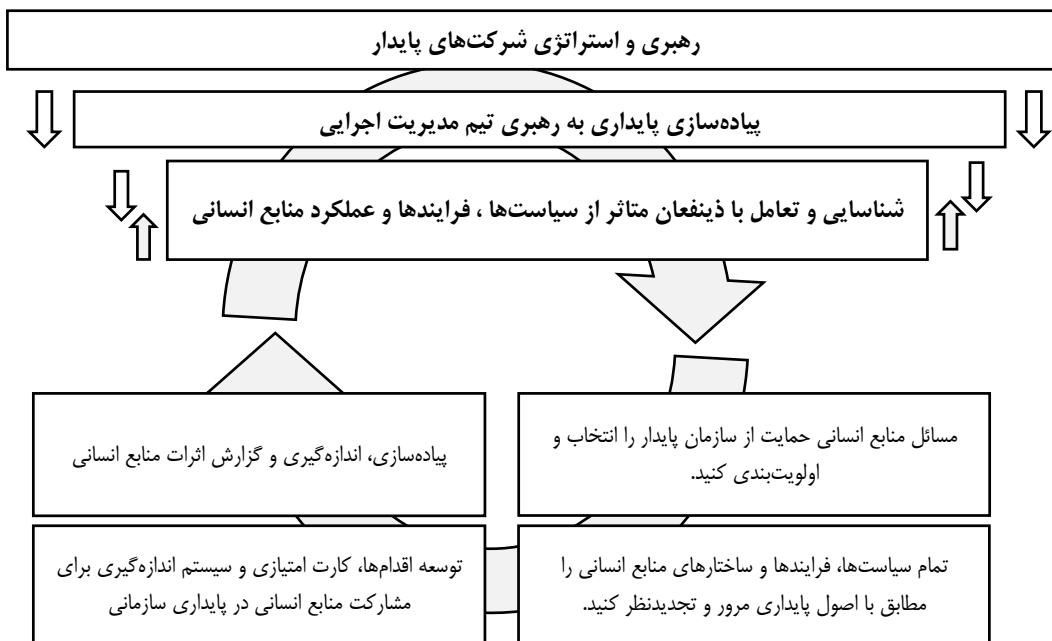 رهبری و استراتژی شرکت‌های پایدار
پیاده‌سازی پایداری به رهبری تیم مدیریت اجرایی
شناسایی و تعامل با ذینفعان متاثر از سیاست‌ها ، فرایندها و عملکرد منابع انسانی
مسائل منابع انسانی حمایت از سازمان پایدار را انتخاب و
اولویت‌بندی کنید.
پیاده‌سازی، اندازه‌گیری و گزارش اثرات منابع انسانی
تمام سیاست‌ها، فرایندها و ساختارهای منابع انسانی را
مطابق با اصول پایداری مرور و تجدیدنظر کنید.
توسعه اقدام‌ها، کارت امتیازی و سیستم اندازه‌گیری برای
مشارکت منابع انسانی در پایداری سازمانی